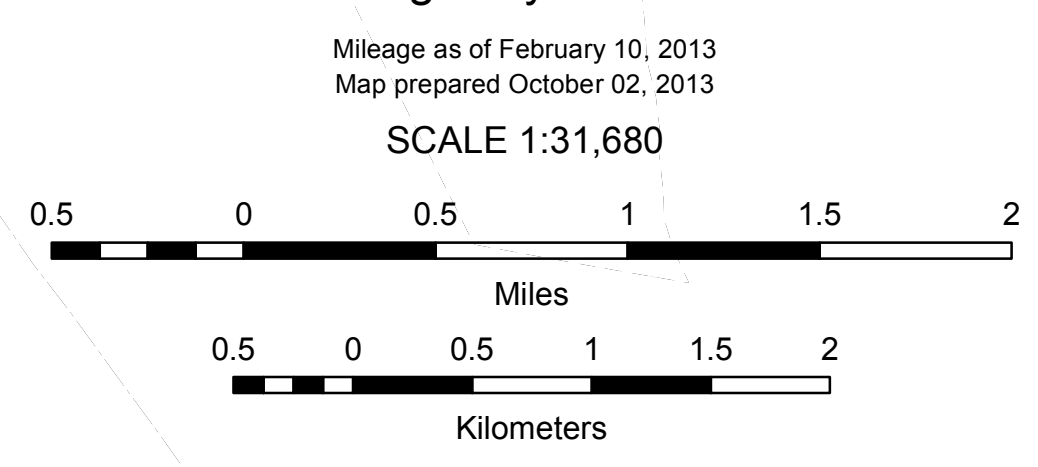 Mileage as of February 10, 2013
Map prepared October 02, 2013
SCALE 1:31,680
0.5 0 0.5 1 1.5 2
Miles
0.5 0 0.5 1 1.5 2
Kilometers